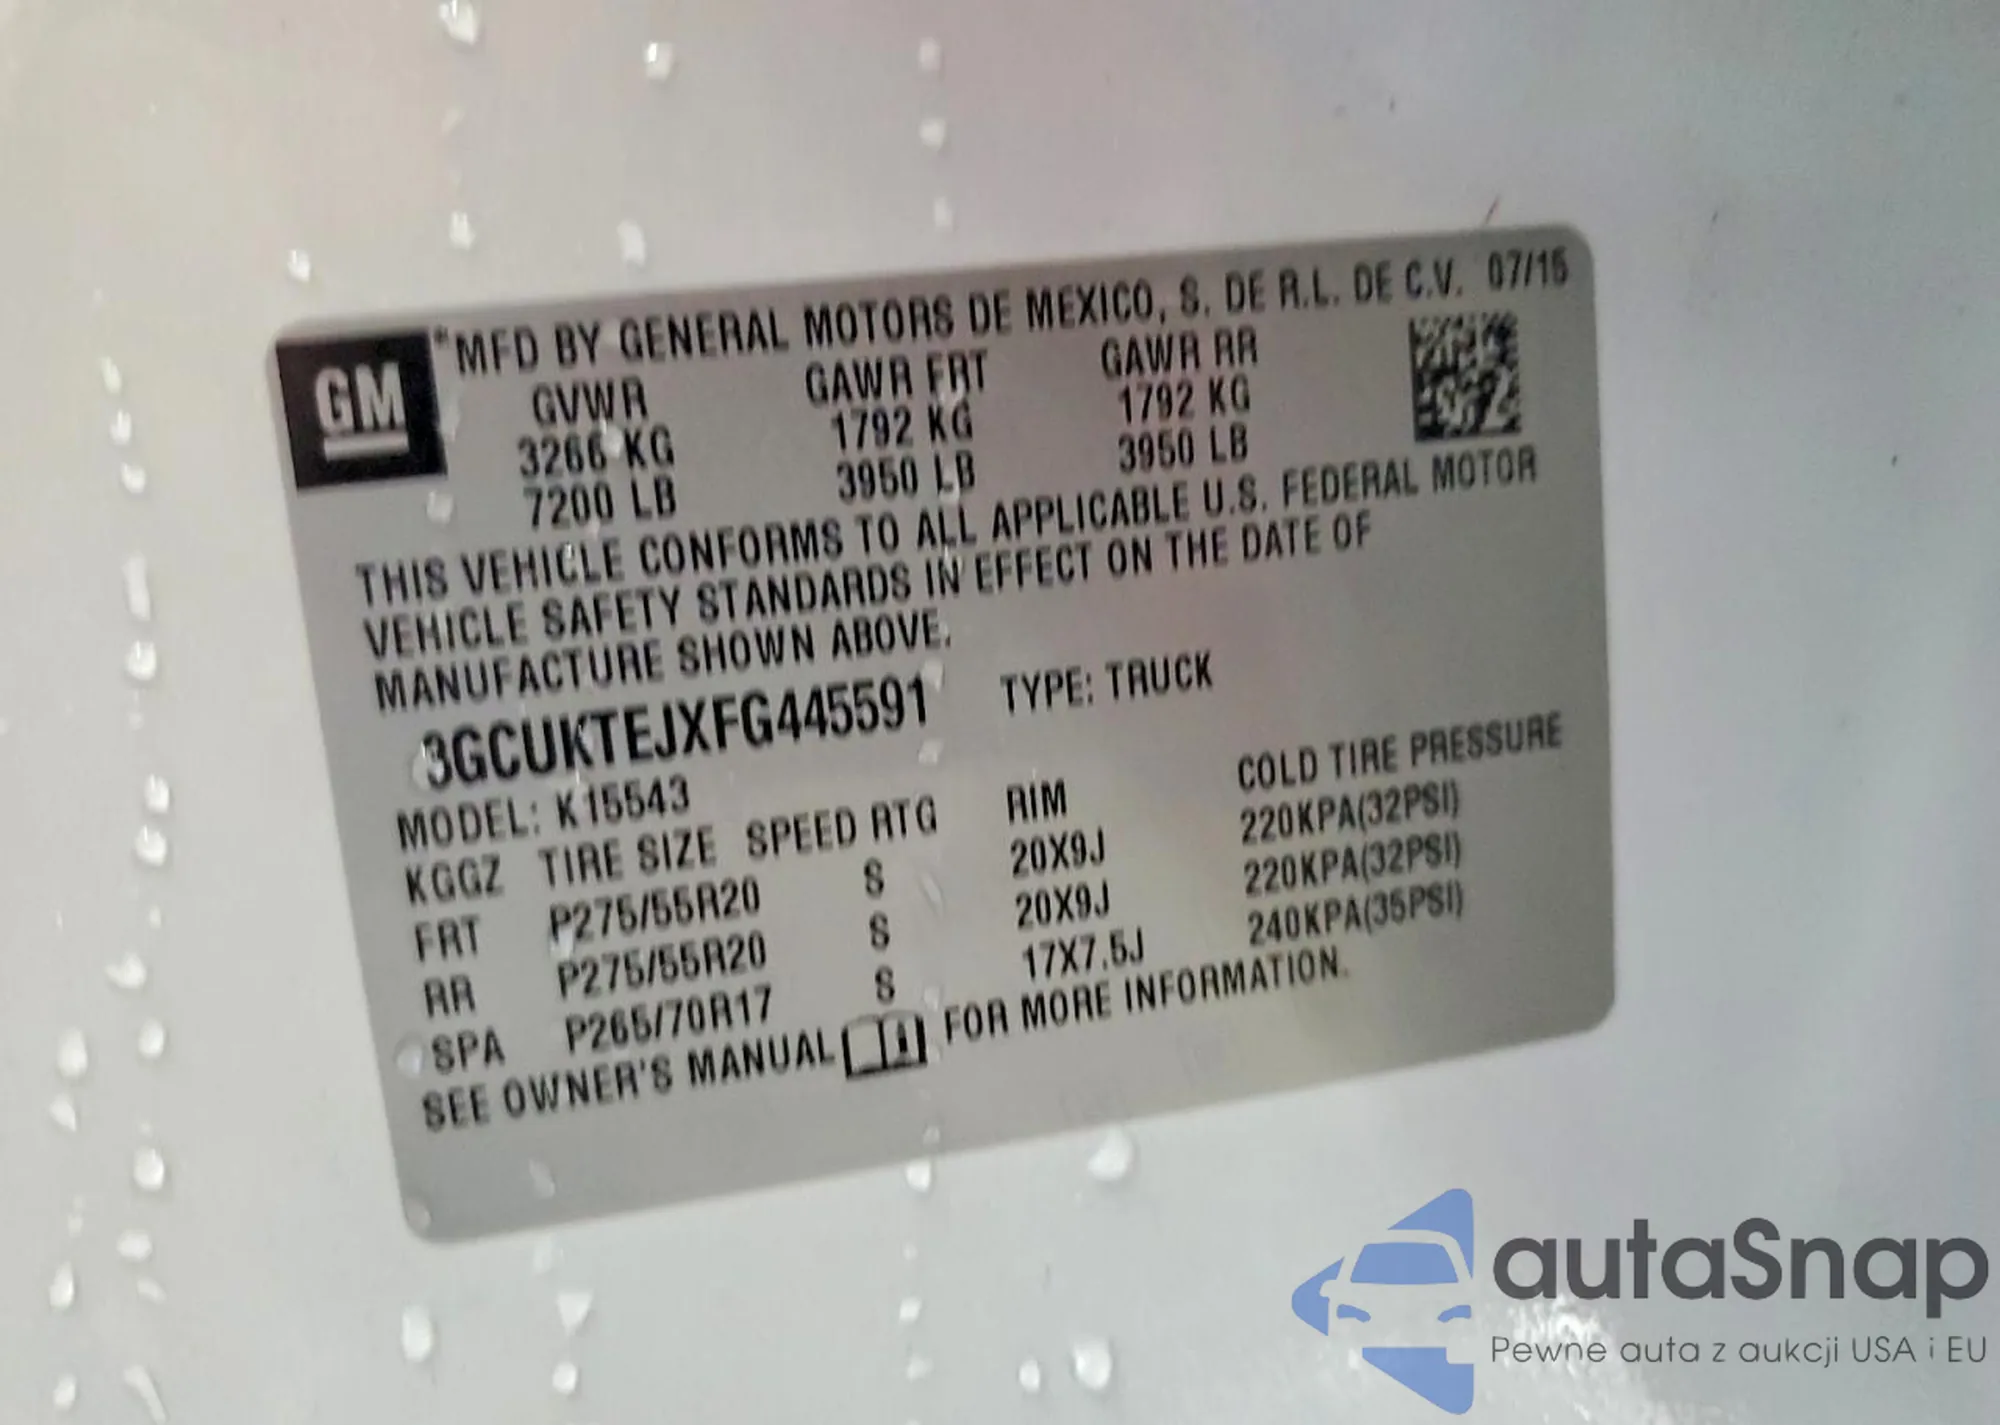 GM
*MFD BY GENERAL MOTORS DE MEXICO, S. DE R.L. DE C.V. 07/15
GVWR GAWR FRT GAWR RR
3266 KG 1792 KG 1792 KG
7200 LB 3950 LB 3950 LB
THIS VEHICLE CONFORMS TO ALL APPLICABLE U.S. FEDERAL MOTOR
VEHICLE SAFETY STANDARDS IN EFFECT ON THE DATE OF
MANUFACTURE SHOWN ABOVE.
3GCUKTEJXFG445591 TYPE: TRUCK
MODEL: K15543
KGGZ TIRE SIZE SPEED RTG RIM COLD TIRE PRESSURE
FRT P275/55R20 S 20X9J 220KPA(32PSI)
RR P275/55R20 S 20X9J 220KPA(32PSI)
SPA P265/70R17 S 17X7.5J 240KPA(35PSI)
SEE OWNER'S MANUAL FOR MORE INFORMATION.
autaSnap
Pewne auta z aukcji USA i EU